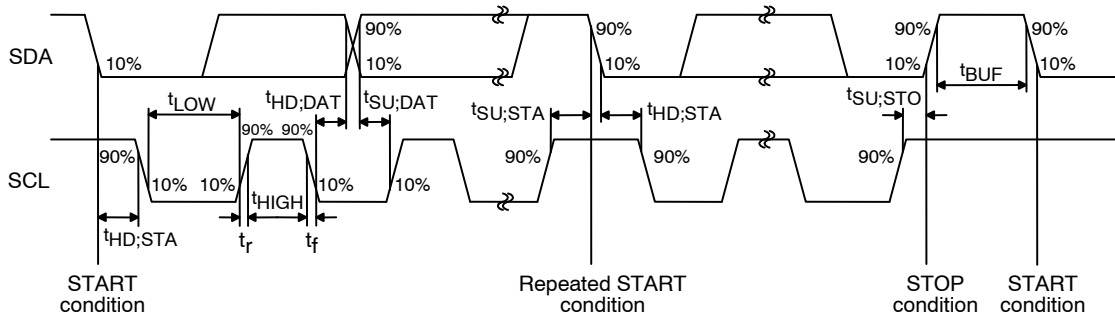 90% 90% 90% 90%
SDA
10% 10% 10% 10% 10%
tBUF
tLOW tHD;DAT tSU;DAT tSU;STA tHD;STA tSU;STO
90% 90% 90% 90% 90% 90%
SCL
10% 10% 10% 10%
tHIGH
tHD;STA tr tf
START condition
Repeated START condition
STOP condition
START condition